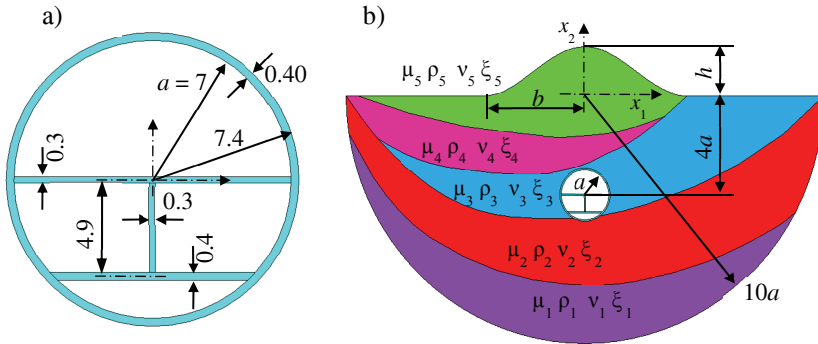 a)
a = 7
0.40
7.4
0.3
0.3
4.9
0.4
b)
x₂
μ₅ ρ₅ ν₅ ξ₅
h
b
x₁
μ₄ ρ₄ ν₄ ξ₄
4a
μ₃ ρ₃ ν₃ ξ₃
a
μ₂ ρ₂ ν₂ ξ₂
10a
μ₁ ρ₁ ν₁ ξ₁